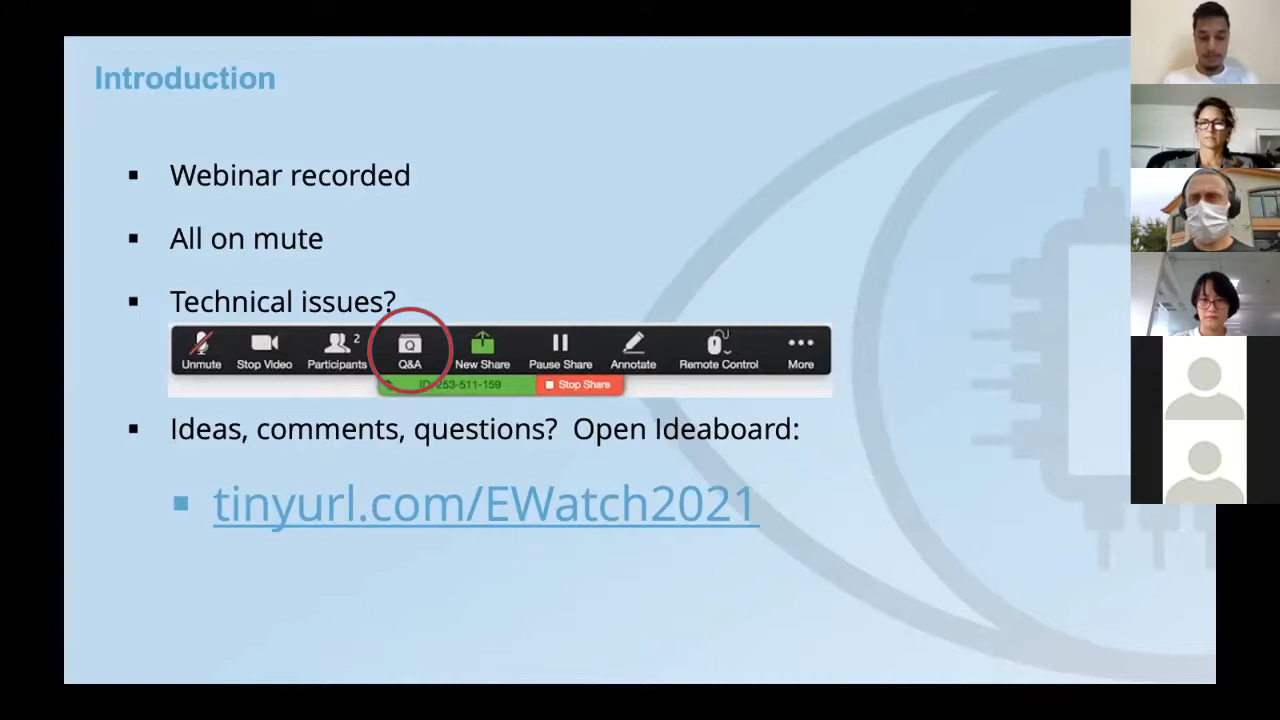 Introduction
Webinar recorded
All on mute
Technical issues?
Unmute Stop Video Participants 2 Q&A New Share Pause Share Annotate Remote Control More
ID: 253-511-159 Stop Share
Ideas, comments, questions? Open Ideaboard:
tinyurl.com/EWatch2021